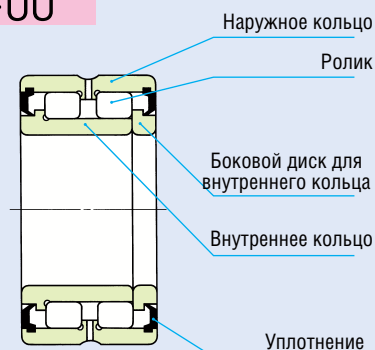 Наружное кольцо
Ролик
Боковой диск для
внутреннего кольца
Внутреннее кольцо
Уплотнение